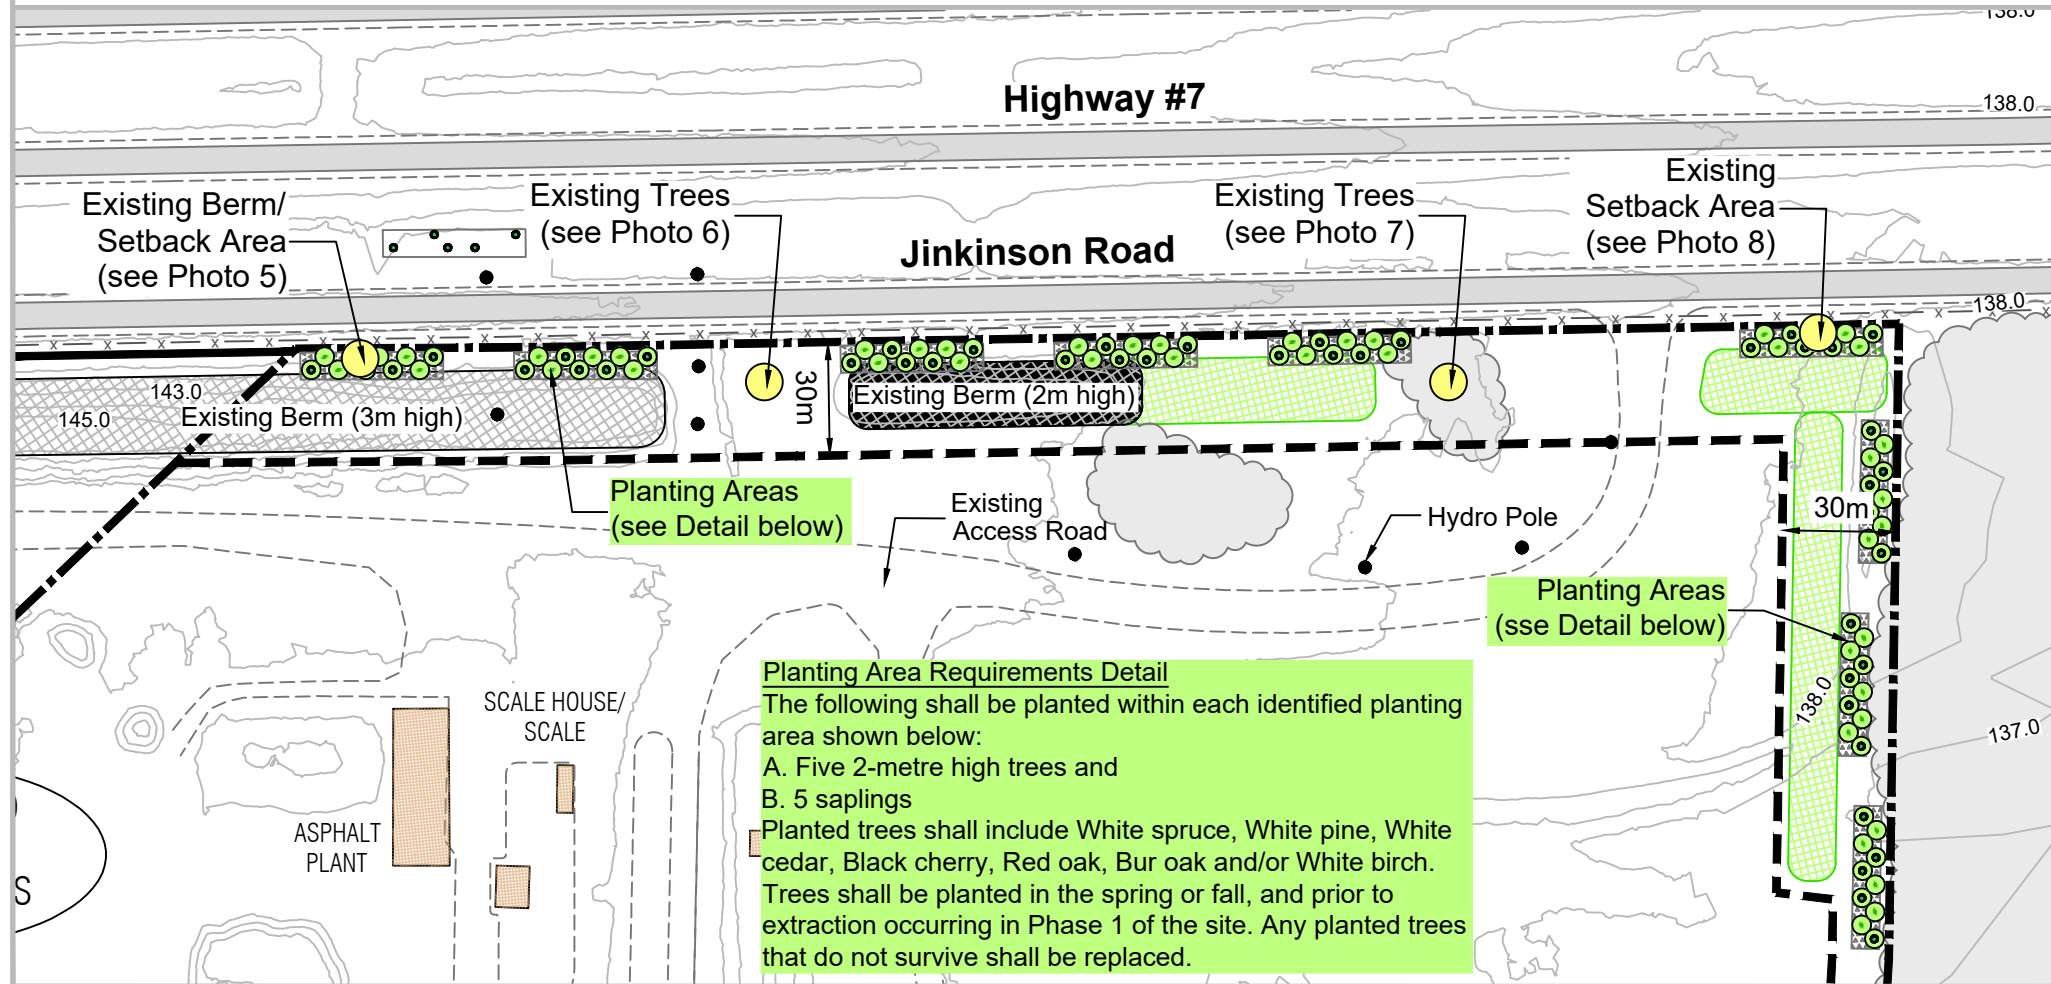 138.0
Highway #7
138.0
Existing Berm/
Setback Area
(see Photo 5)
Existing Trees
(see Photo 6)
Jinkinson Road
Existing Trees
(see Photo 7)
Existing
Setback Area
(see Photo 8)
138.0
143.0
145.0
Existing Berm (3m high)
30m
Existing Berm (2m high)
Planting Areas
(see Detail below)
Existing
Access Road
Hydro Pole
30m
Planting Areas
(sse Detail below)
138.0
137.0
SCALE HOUSE/
SCALE
ASPHALT
PLANT
S
Planting Area Requirements Detail
The following shall be planted within each identified planting
area shown below:
A. Five 2-metre high trees and
B. 5 saplings
Planted trees shall include White spruce, White pine, White
cedar, Black cherry, Red oak, Bur oak and/or White birch.
Trees shall be planted in the spring or fall, and prior to
extraction occurring in Phase 1 of the site. Any planted trees
that do not survive shall be replaced.